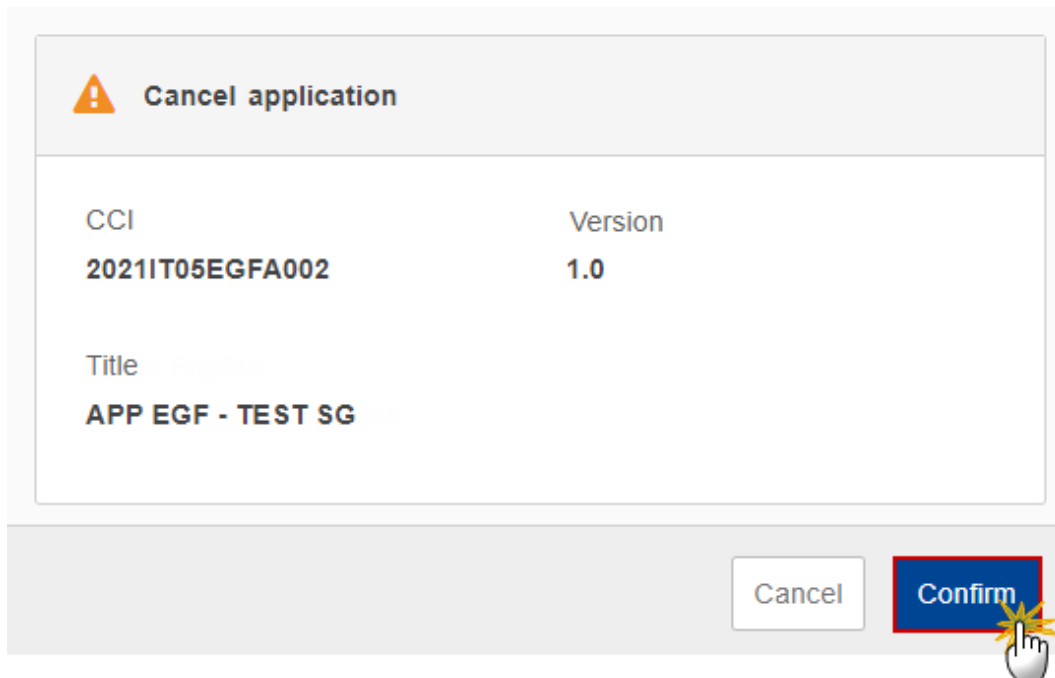 Cancel application
CCI
Version
2021IT05EGFA002
1.0
Title
APP EGF - TEST SG
Cancel
Confirm